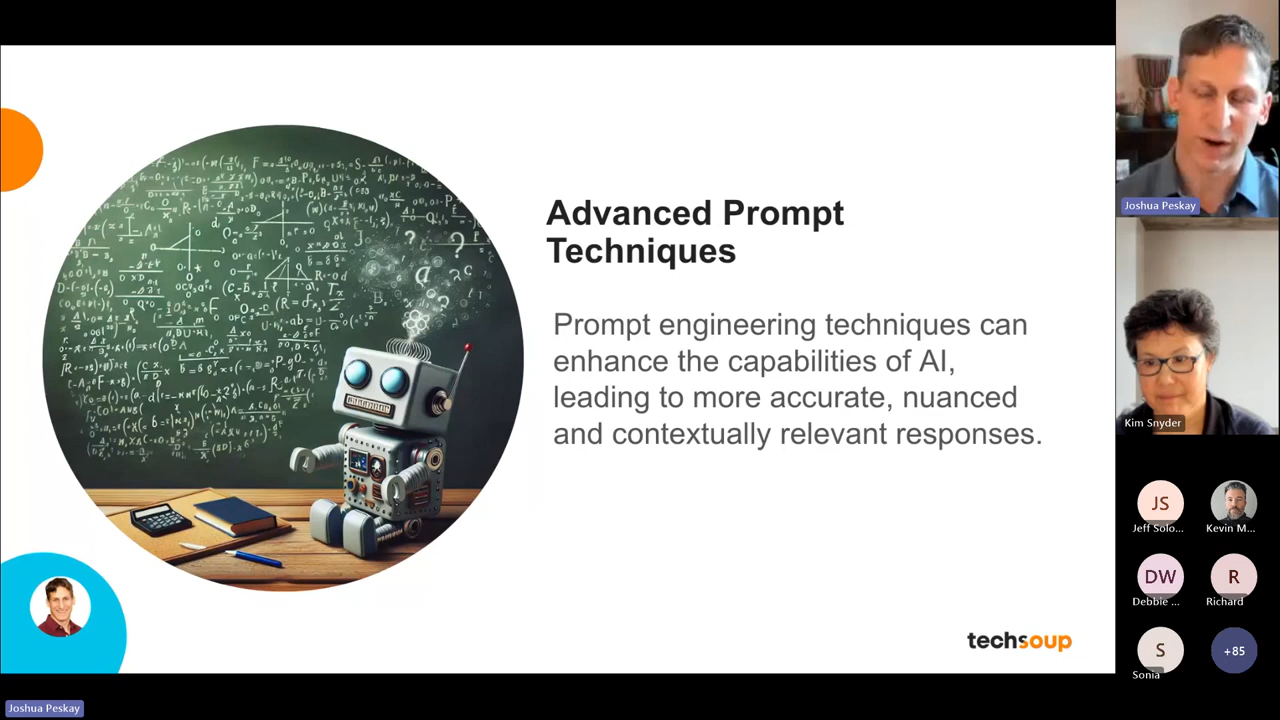 Advanced Prompt
Techniques
Prompt engineering techniques can
enhance the capabilities of AI,
leading to more accurate, nuanced
and contextually relevant responses.
techsoup
Joshua Peskay
Joshua Peskay
Kim Snyder
JS
Jeff Solo...
Kevin M...
DW
Debbie ...
R
Richard
S
Sonia
+85